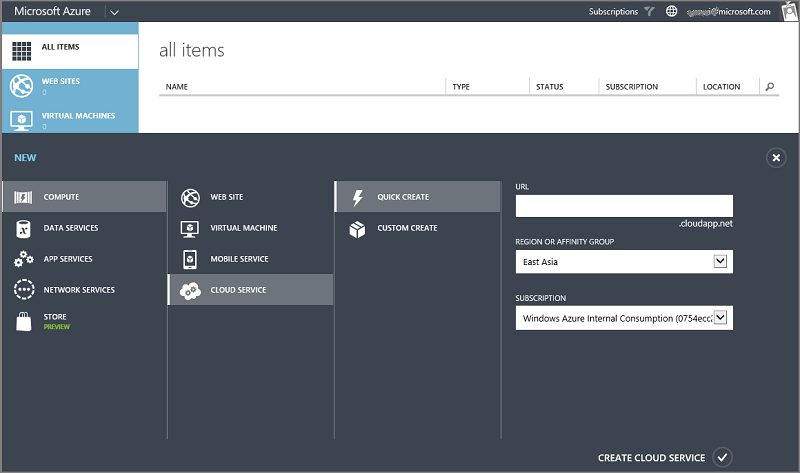 Microsoft Azure
Subscriptions
@microsoft.com
ALL ITEMS
WEB SITES
0
VIRTUAL MACHINES
0
all items
NAME TYPE STATUS SUBSCRIPTION LOCATION
NEW
COMPUTE
DATA SERVICES
APP SERVICES
NETWORK SERVICES
STORE
PREVIEW
WEB SITE
VIRTUAL MACHINE
MOBILE SERVICE
CLOUD SERVICE
QUICK CREATE
CUSTOM CREATE
URL
.cloudapp.net
REGION OR AFFINITY GROUP
East Asia
SUBSCRIPTION
Windows Azure Internal Consumption (0754ecc2
CREATE CLOUD SERVICE